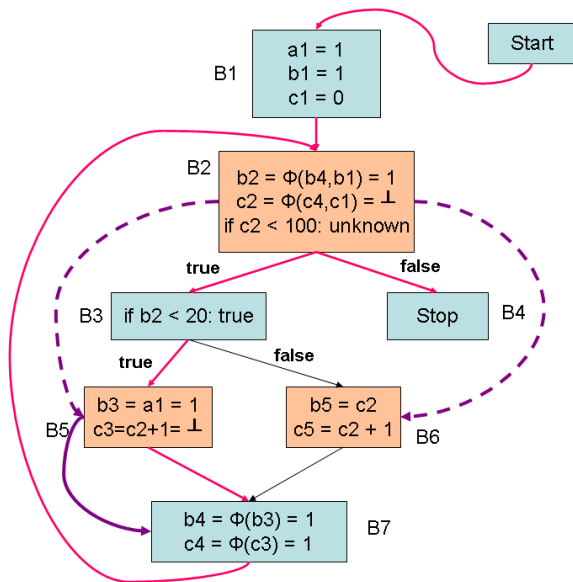 Start
B1
a1 = 1
b1 = 1
c1 = 0
B2
b2 = Φ(b4,b1) = 1
c2 = Φ(c4,c1) = ⊥
if c2 < 100: unknown
true
false
B3
if b2 < 20: true
Stop
B4
true
false
B5
b3 = a1 = 1
c3=c2+1= ⊥
b5 = c2
c5 = c2 + 1
B6
b4 = Φ(b3) = 1
c4 = Φ(c3) = 1
B7